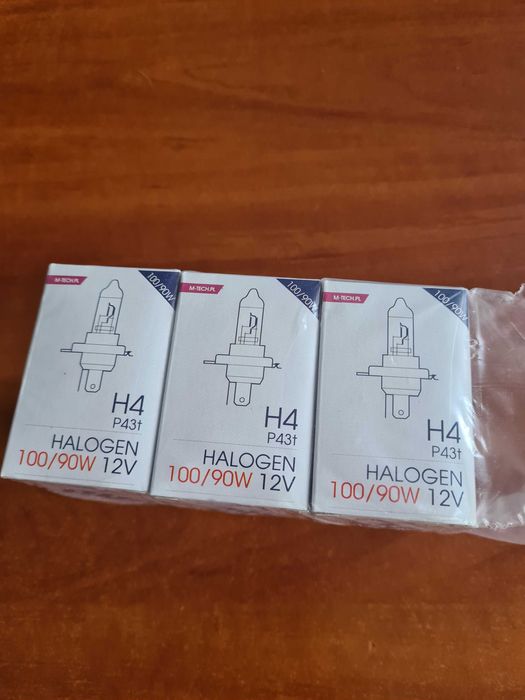 M-TECH.PL
100/90W
H4
P43t
HALOGEN
100/90W 12V
M-TECH.PL
100/90W
H4
P43t
HALOGEN
100/90W 12V
M-TECH.PL
100/90W
H4
P43t
HALOGEN
100/90W 12V